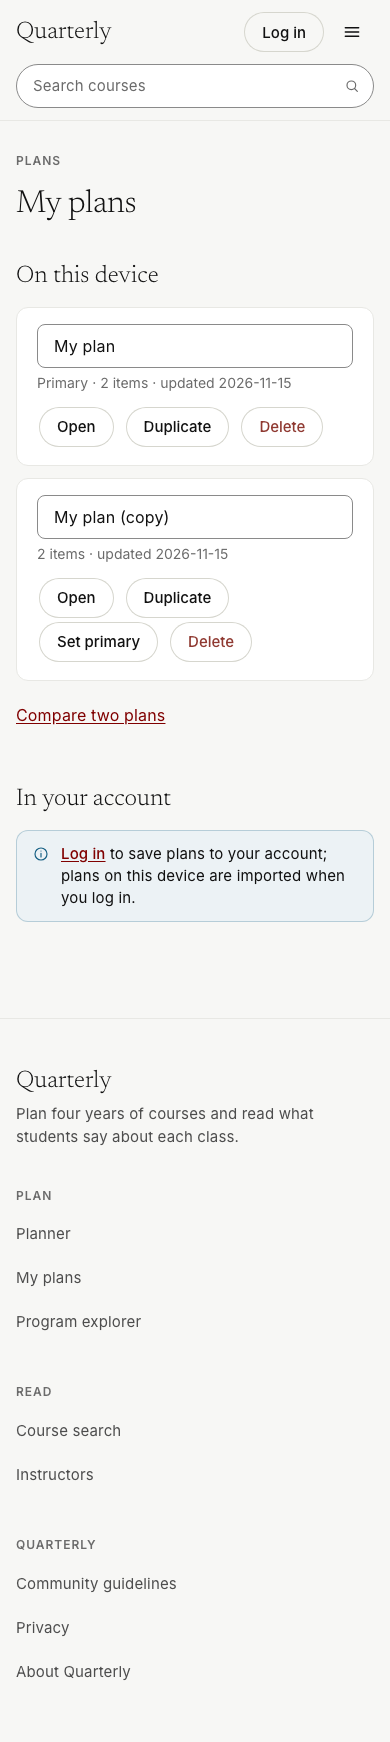 Quarterly
Log in
Search courses
PLANS
My plans
On this device
My plan
Primary · 2 items · updated 2026-11-15
Open
Duplicate
Delete
My plan (copy)
2 items · updated 2026-11-15
Open
Duplicate
Set primary
Delete
Compare two plans
In your account
Log in to save plans to your account;
plans on this device are imported when
you log in.
Quarterly
Plan four years of courses and read what
students say about each class.
PLAN
Planner
My plans
Program explorer
READ
Course search
Instructors
QUARTERLY
Community guidelines
Privacy
About Quarterly